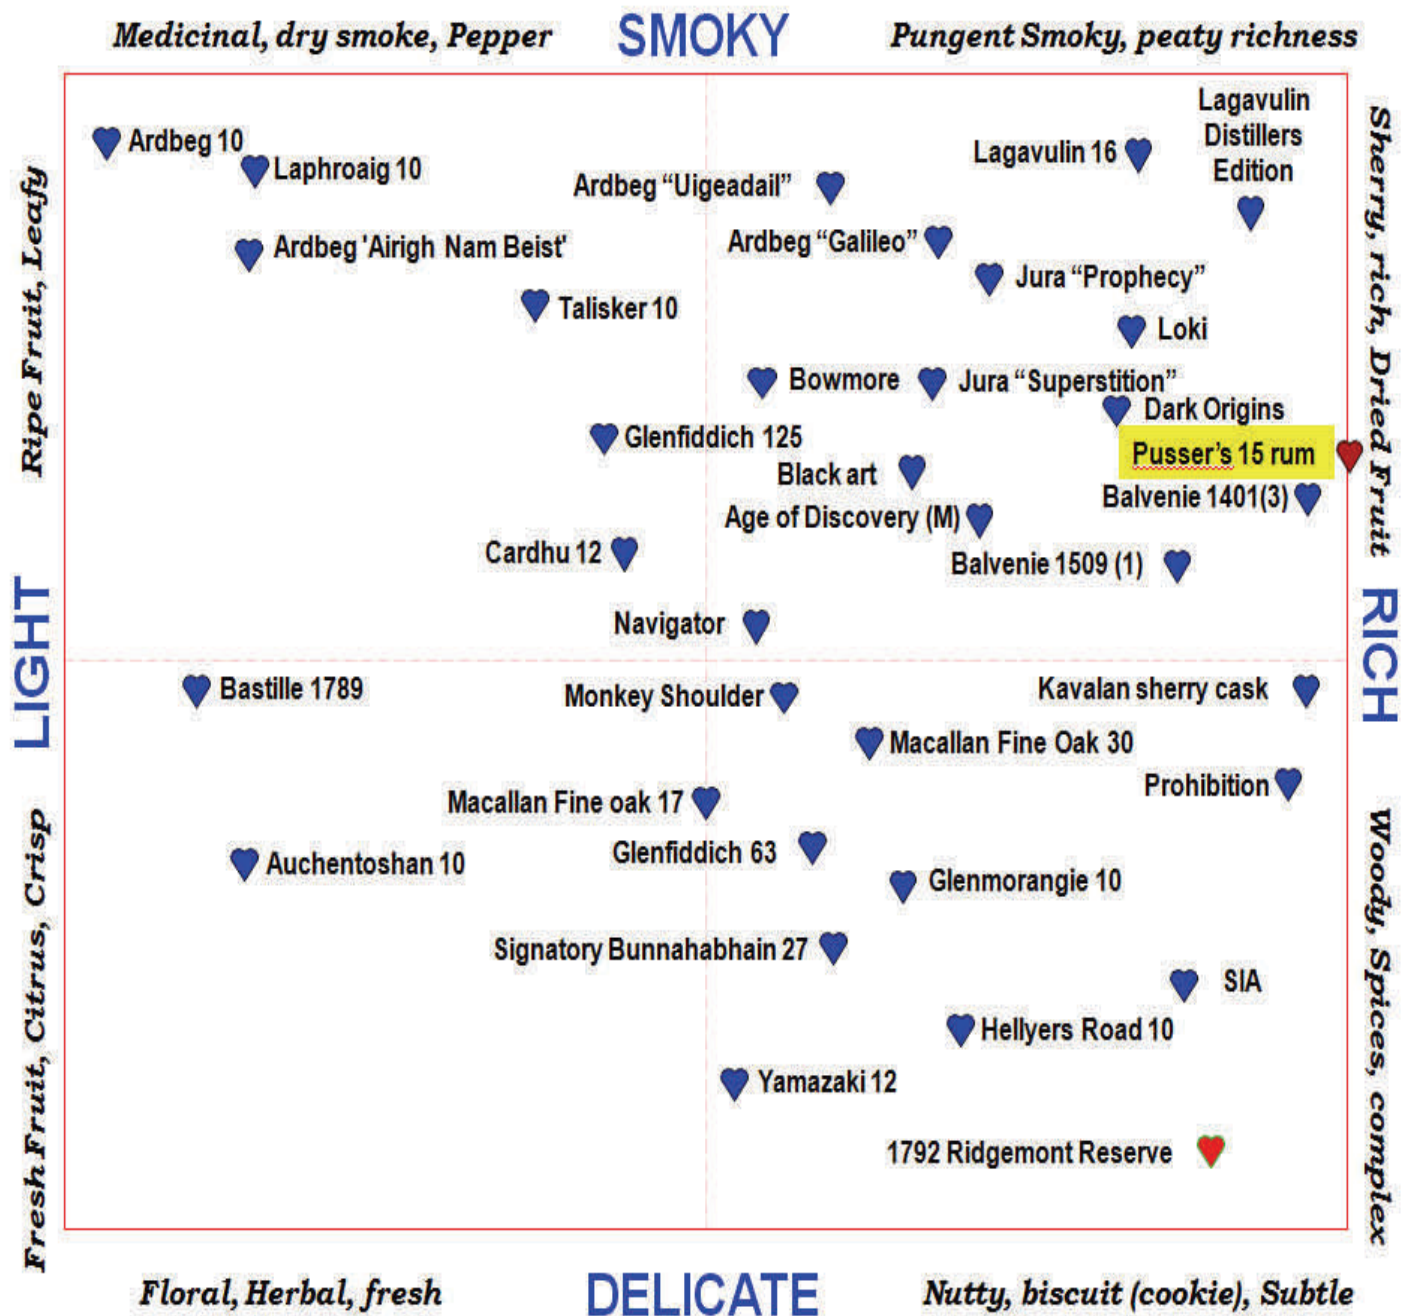 Medicinal, dry smoke, Pepper
SMOKY
Pungent Smoky, peaty richness
Ripe Fruit, Leafy
LIGHT
Fresh Fruit, Citrus, Crisp
Ardbeg 10
Laphroaig 10
Ardbeg “Uigeadail”
Lagavulin 16
Lagavulin
Distillers
Edition
Ardbeg 'Airigh Nam Beist'
Ardbeg “Galileo”
Jura “Prophecy”
Talisker 10
Loki
Bowmore
Jura “Superstition”
Dark Origins
Glenfiddich 125
Pusser’s 15 rum
Black art
Balvenie 1401(3)
Age of Discovery (M)
Cardhu 12
Balvenie 1509 (1)
Navigator
Bastille 1789
Monkey Shoulder
Kavalan sherry cask
Macallan Fine Oak 30
Prohibition
Macallan Fine oak 17
Glenfiddich 63
Auchentoshan 10
Glenmorangie 10
Signatory Bunnahabhain 27
SIA
Hellyers Road 10
Yamazaki 12
1792 Ridgemont Reserve
Sherry, rich, Dried Fruit
RICH
Woody, Spices, complex
Floral, Herbal, fresh
DELICATE
Nutty, biscuit (cookie), Subtle